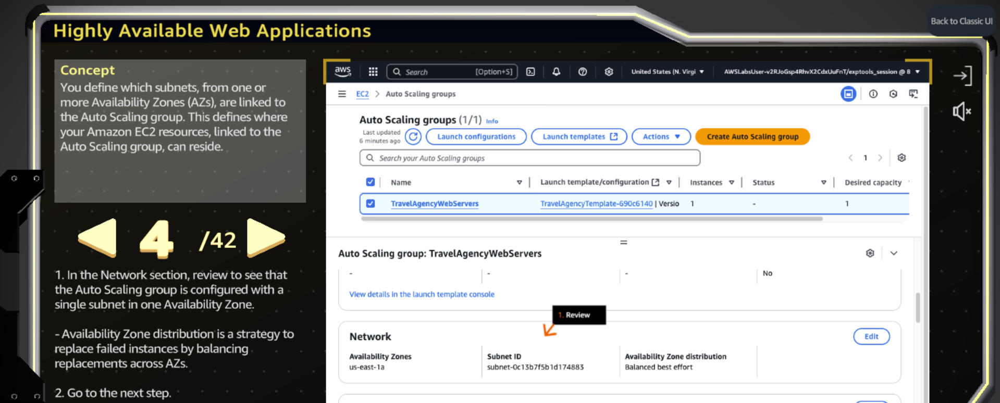 Back to Classic UI
Highly Available Web Applications
Concept
You define which subnets, from one or
more Availability Zones (AZs), are linked to
the Auto Scaling group. This defines where
your Amazon EC2 resources, linked to the
Auto Scaling group, can reside.
4 /42
1. In the Network section, review to see that
the Auto Scaling group is configured with a
single subnet in one Availability Zone.
- Availability Zone distribution is a strategy to
replace failed instances by balancing
replacements across AZs.
2. Go to the next step.
aws
Search [Option+S]
United States (N. Virgi
AWSLabsUser-v2RJoGsp4RhvX2CdxUuFnT/exptools_session @ 8
EC2 > Auto Scaling groups
Auto Scaling groups (1/1) Info
Last updated
6 minutes ago
Launch configurations
Launch templates
Actions
Create Auto Scaling group
Search your Auto Scaling groups
1
Name
Launch template/configuration
Instances
Status
Desired capacity
TravelAgencyWebServers
TravelAgencyTemplate-690c6140 | Versio
1
-
1
Auto Scaling group: TravelAgencyWebServers
-
-
-
No
View details in the launch template console
1. Review
Network
Edit
Availability Zones
us-east-1a
Subnet ID
subnet-0c13b7f5b1d174883
Availability Zone distribution
Balanced best effort